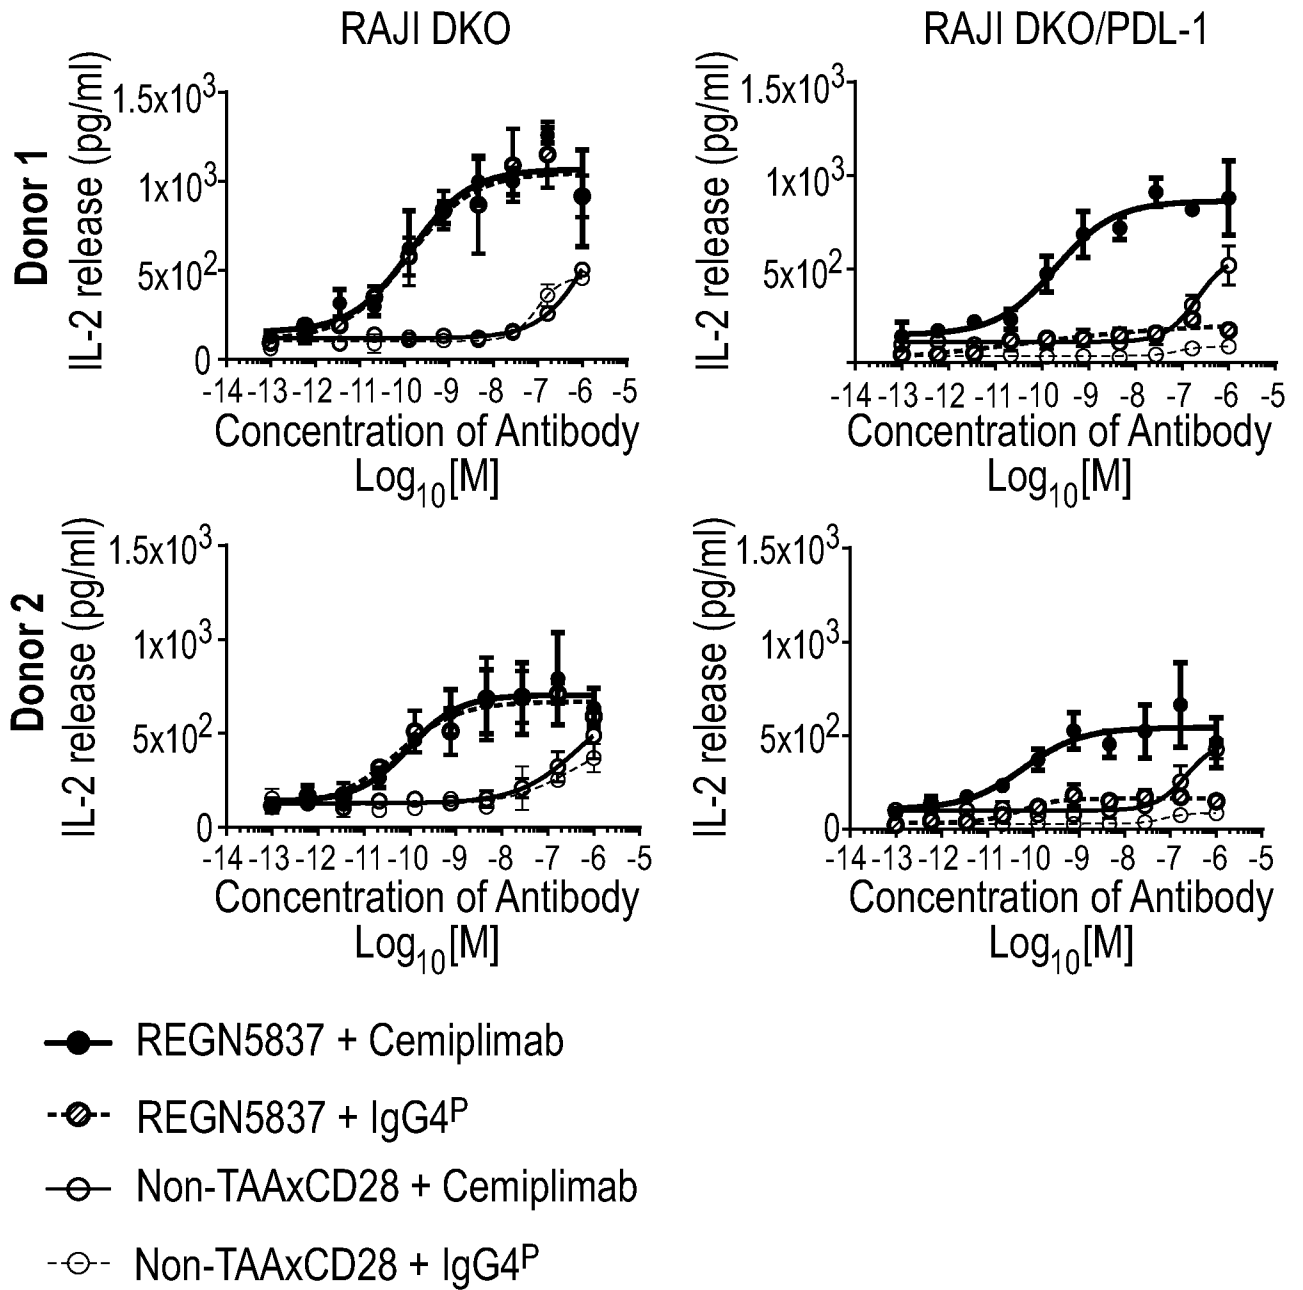 RAJI DKO
RAJI DKO/PDL-1
Donor 1
IL-2 release (pg/ml)
1.5x10³
1x10³
5x10²
0
-14 -13 -12 -11 -10 -9 -8 -7 -6 -5
Concentration of Antibody
Log₁₀[M]
IL-2 release (pg/ml)
1.5x10³
1x10³
5x10²
-14 -13 -12 -11 -10 -9 -8 -7 -6 -5
Concentration of Antibody
Log₁₀[M]
Donor 2
IL-2 release (pg/ml)
1.5x10³
1x10³
5x10²
0
-14 -13 -12 -11 -10 -9 -8 -7 -6 -5
Concentration of Antibody
Log₁₀[M]
IL-2 release (pg/ml)
1.5x10³
1x10³
5x10²
0
-14 -13 -12 -11 -10 -9 -8 -7 -6 -5
Concentration of Antibody
Log₁₀[M]
REGN5837 + Cemiplimab
REGN5837 + IgG4ᴾ
Non-TAAxCD28 + Cemiplimab
Non-TAAxCD28 + IgG4ᴾ